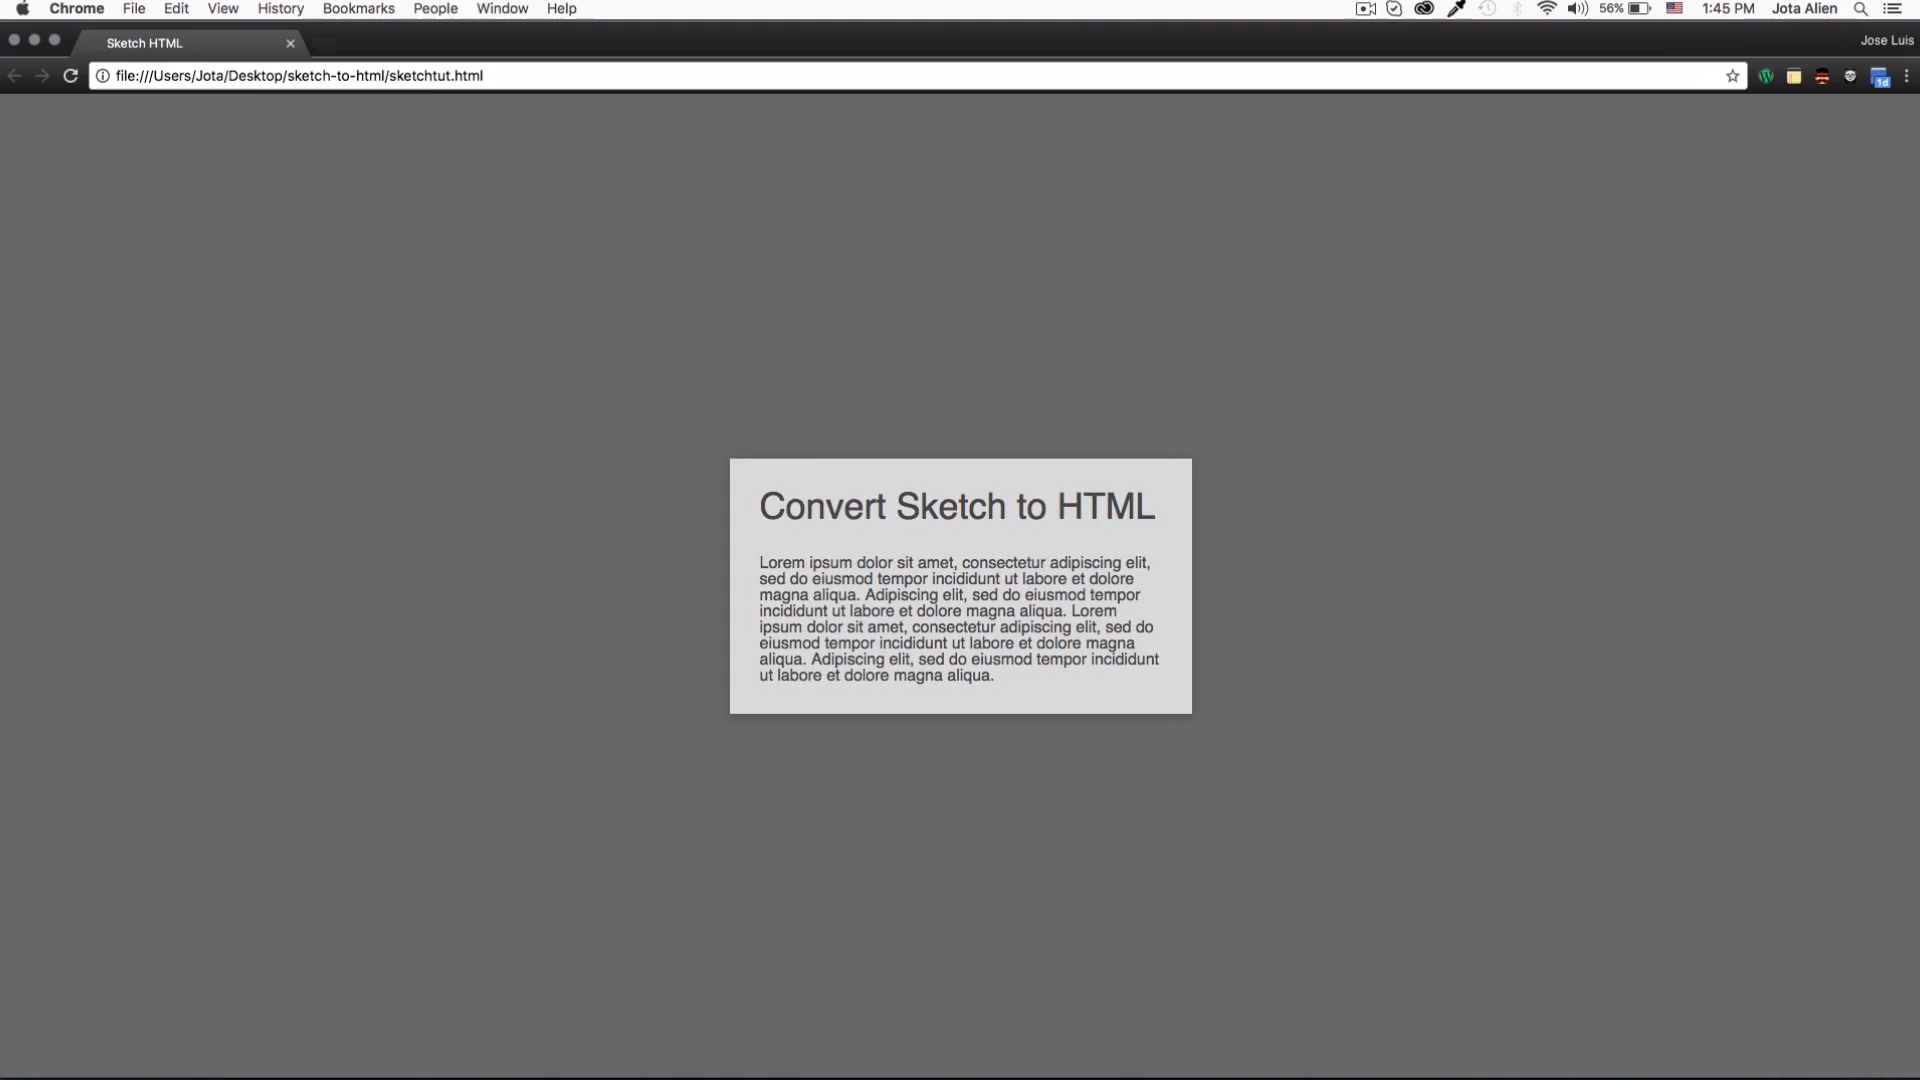 Chrome File Edit View History Bookmarks People Window Help 56% 1:45 PM Jota Alien
Sketch HTML Jose Luis
file:///Users/Jota/Desktop/sketch-to-html/sketchtut.html 1d
Convert Sketch to HTML
Lorem ipsum dolor sit amet, consectetur adipiscing elit,
sed do eiusmod tempor incididunt ut labore et dolore
magna aliqua. Adipiscing elit, sed do eiusmod tempor
incididunt ut labore et dolore magna aliqua. Lorem
ipsum dolor sit amet, consectetur adipiscing elit, sed do
eiusmod tempor incididunt ut labore et dolore magna
aliqua. Adipiscing elit, sed do eiusmod tempor incididunt
ut labore et dolore magna aliqua.